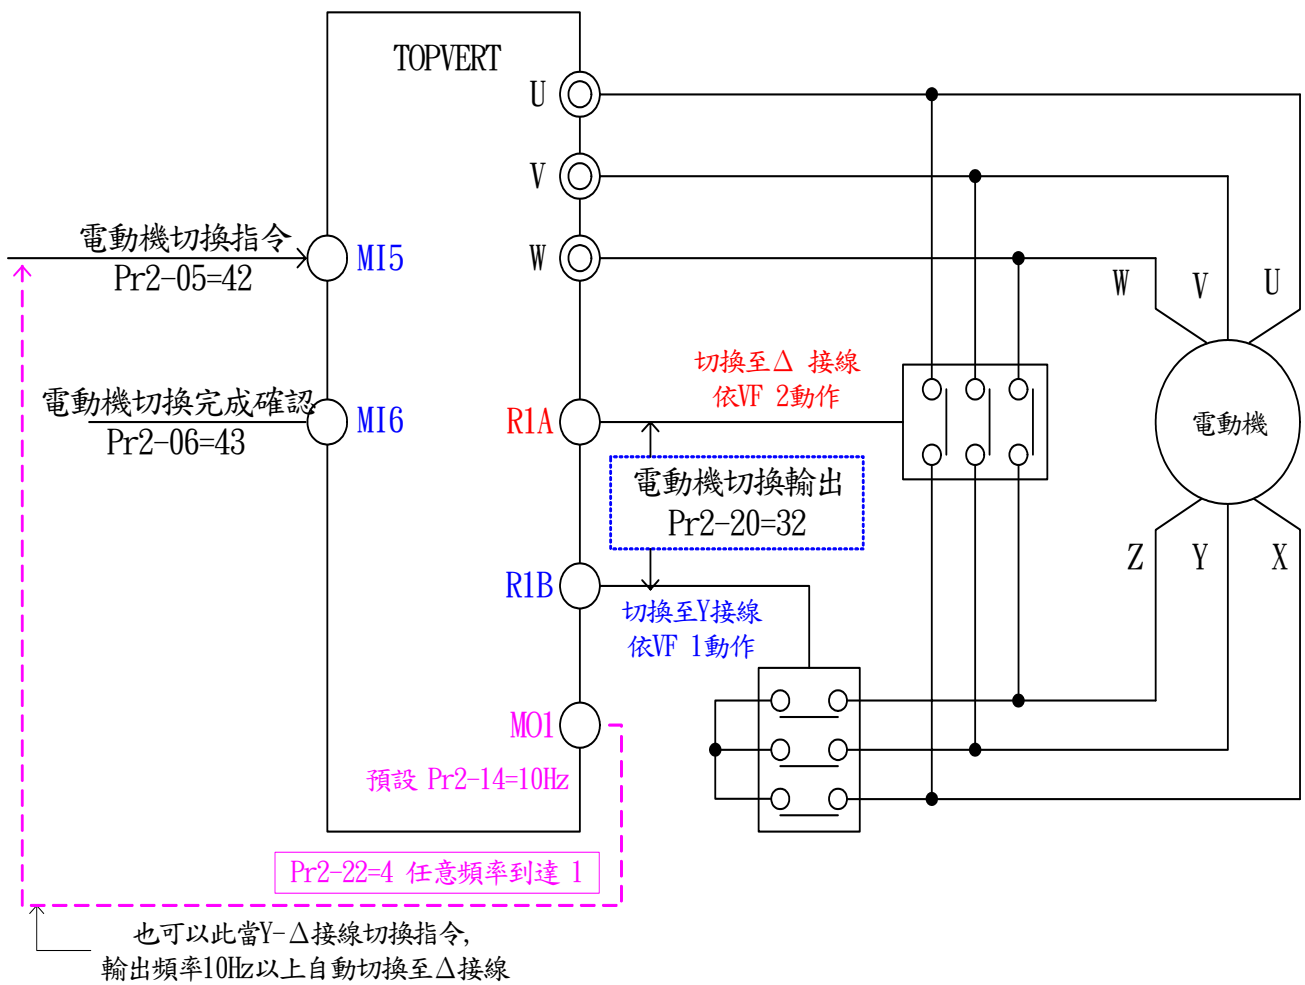 TOPVERT
U
V
W
電動機切換指令
Pr2-05=42
MI5
電動機切換完成確認
Pr2-06=43
MI6
切換至Δ 接線
依VF 2動作
R1A
電動機切換輸出
Pr2-20=32
R1B
切換至Y接線
依VF 1動作
MO1
預設 Pr2-14=10Hz
Pr2-22=4 任意頻率到達 1
也可以此當Y-Δ接線切換指令,
輸出頻率10Hz以上自動切換至Δ接線
W V U
電動機
Z Y X